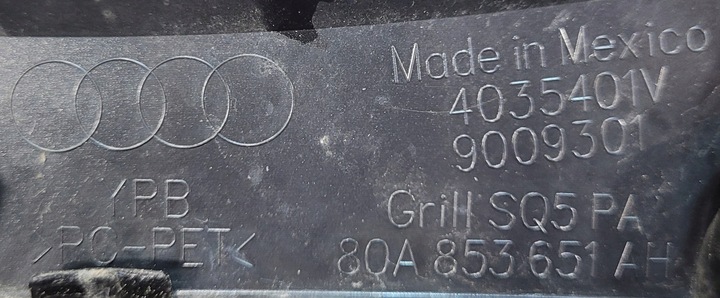 Made in Mexico
4035401V
9009301
YPB
>PC-PET<
Grill SQ5 PA
80A 853 651 AH